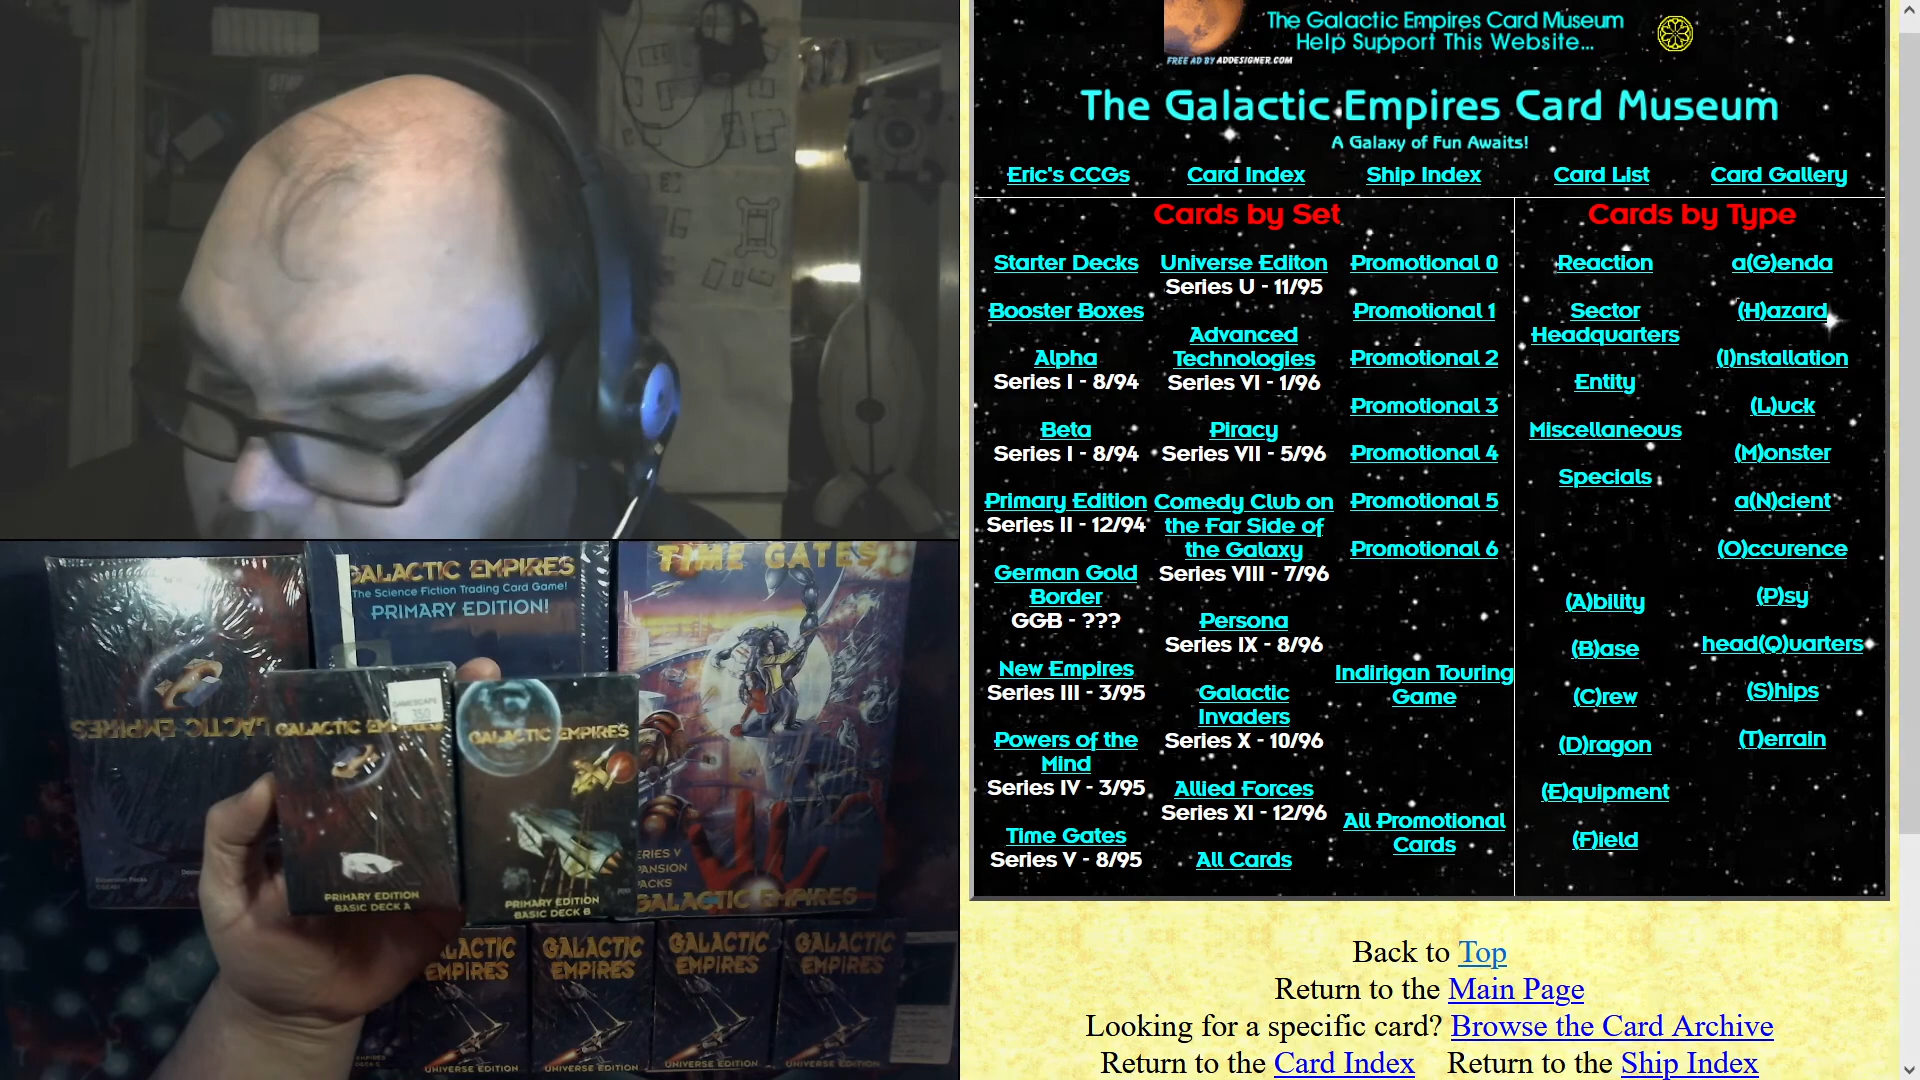 The Galactic Empires Card Museum
Help Support This Website...
FREE AD BY ADDESIGNER.COM
The Galactic Empires Card Museum
A Galaxy of Fun Awaits!
Eric's CCGs
Card Index
Ship Index
Card List
Card Gallery
Cards by Set
Starter Decks
Booster Boxes
Alpha
Series I - 8/94
Beta
Series I - 8/94
Primary Edition
Series II - 12/94
German Gold
Border
GGB - ???
New Empires
Series III - 3/95
Powers of the
Mind
Series IV - 3/95
Time Gates
Series V - 8/95
Universe Editon
Series U - 11/95
Advanced
Technologies
Series VI - 1/96
Piracy
Series VII - 5/96
Comedy Club on
the Far Side of
the Galaxy
Series VIII - 7/96
Persona
Series IX - 8/96
Galactic
Invaders
Series X - 10/96
Allied Forces
Series XI - 12/96
All Cards
Promotional 0
Promotional 1
Promotional 2
Promotional 3
Promotional 4
Promotional 5
Promotional 6
Indirigan Touring
Game
All Promotional
Cards
Cards by Type
Reaction
Sector
Headquarters
Entity
Miscellaneous
Specials
(A)bility
(B)ase
(C)rew
(D)ragon
(E)quipment
(F)ield
a(G)enda
(H)azard
(I)nstallation
(L)uck
(M)onster
a(N)cient
(O)ccurence
(P)sy
head(Q)uarters
(S)hips
(T)errain
Back to Top
Return to the Main Page
Looking for a specific card? Browse the Card Archive
Return to the Card Index Return to the Ship Index
GALACTIC EMPIRES
The Science Fiction Trading Card Game!
PRIMARY EDITION!
TIME GATES
GALACTIC EMPIRES
GAMESCAPE
GALACTIC
PRIMARY EDITION
BASIC DECK A
GALACTIC EMPIRES
PRIMARY EDITION
BASIC DECK B
SERIES V
EXPANSION
PACKS
GALACTIC EMPIRES
GALACTIC
EMPIRES
UNIVERSE EDITION
GALACTIC
EMPIRES
UNIVERSE EDITION
GALACTIC
EMPIRES
UNIVERSE EDITION
GALACTIC
EMPIRES
UNIVERSE EDITION